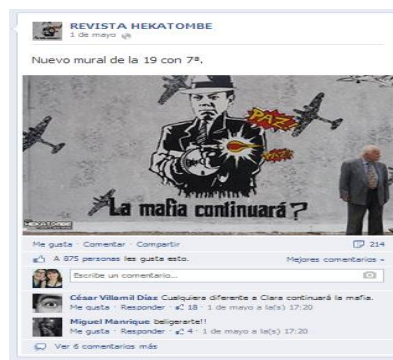 REVISTA HEKATOMBE
1 de mayo
Nuevo mural de la 19 con 7ª.
PAZ!
PAZ!
La mafia continuará?
HEKATOMBE
Me gusta · Comentar · Compartir 214
A 875 personas les gusta esto. Mejores comentarios
Escribe un comentario...
César Villamil Díaz Cualquiera diferente a Clara continuará la mafia.
Me gusta · Responder · 18 · 1 de mayo a la(s) 17:20
Miguel Manrique beligerarte!!
Me gusta · Responder · 4 · 1 de mayo a la(s) 17:20
Ver 6 comentarios más